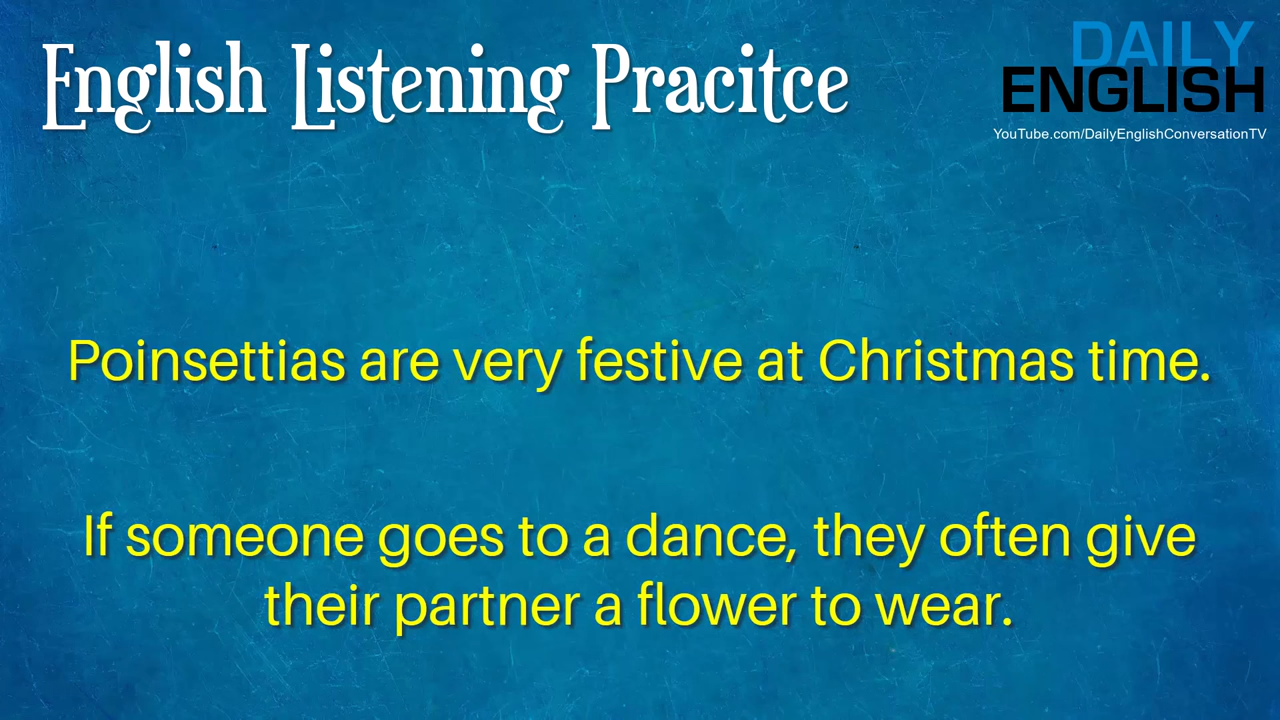 English Listening Pracitce
DAILY
ENGLISH
YouTube.com/DailyEnglishConversationTV
Poinsettias are very festive at Christmas time.
If someone goes to a dance, they often give
their partner a flower to wear.